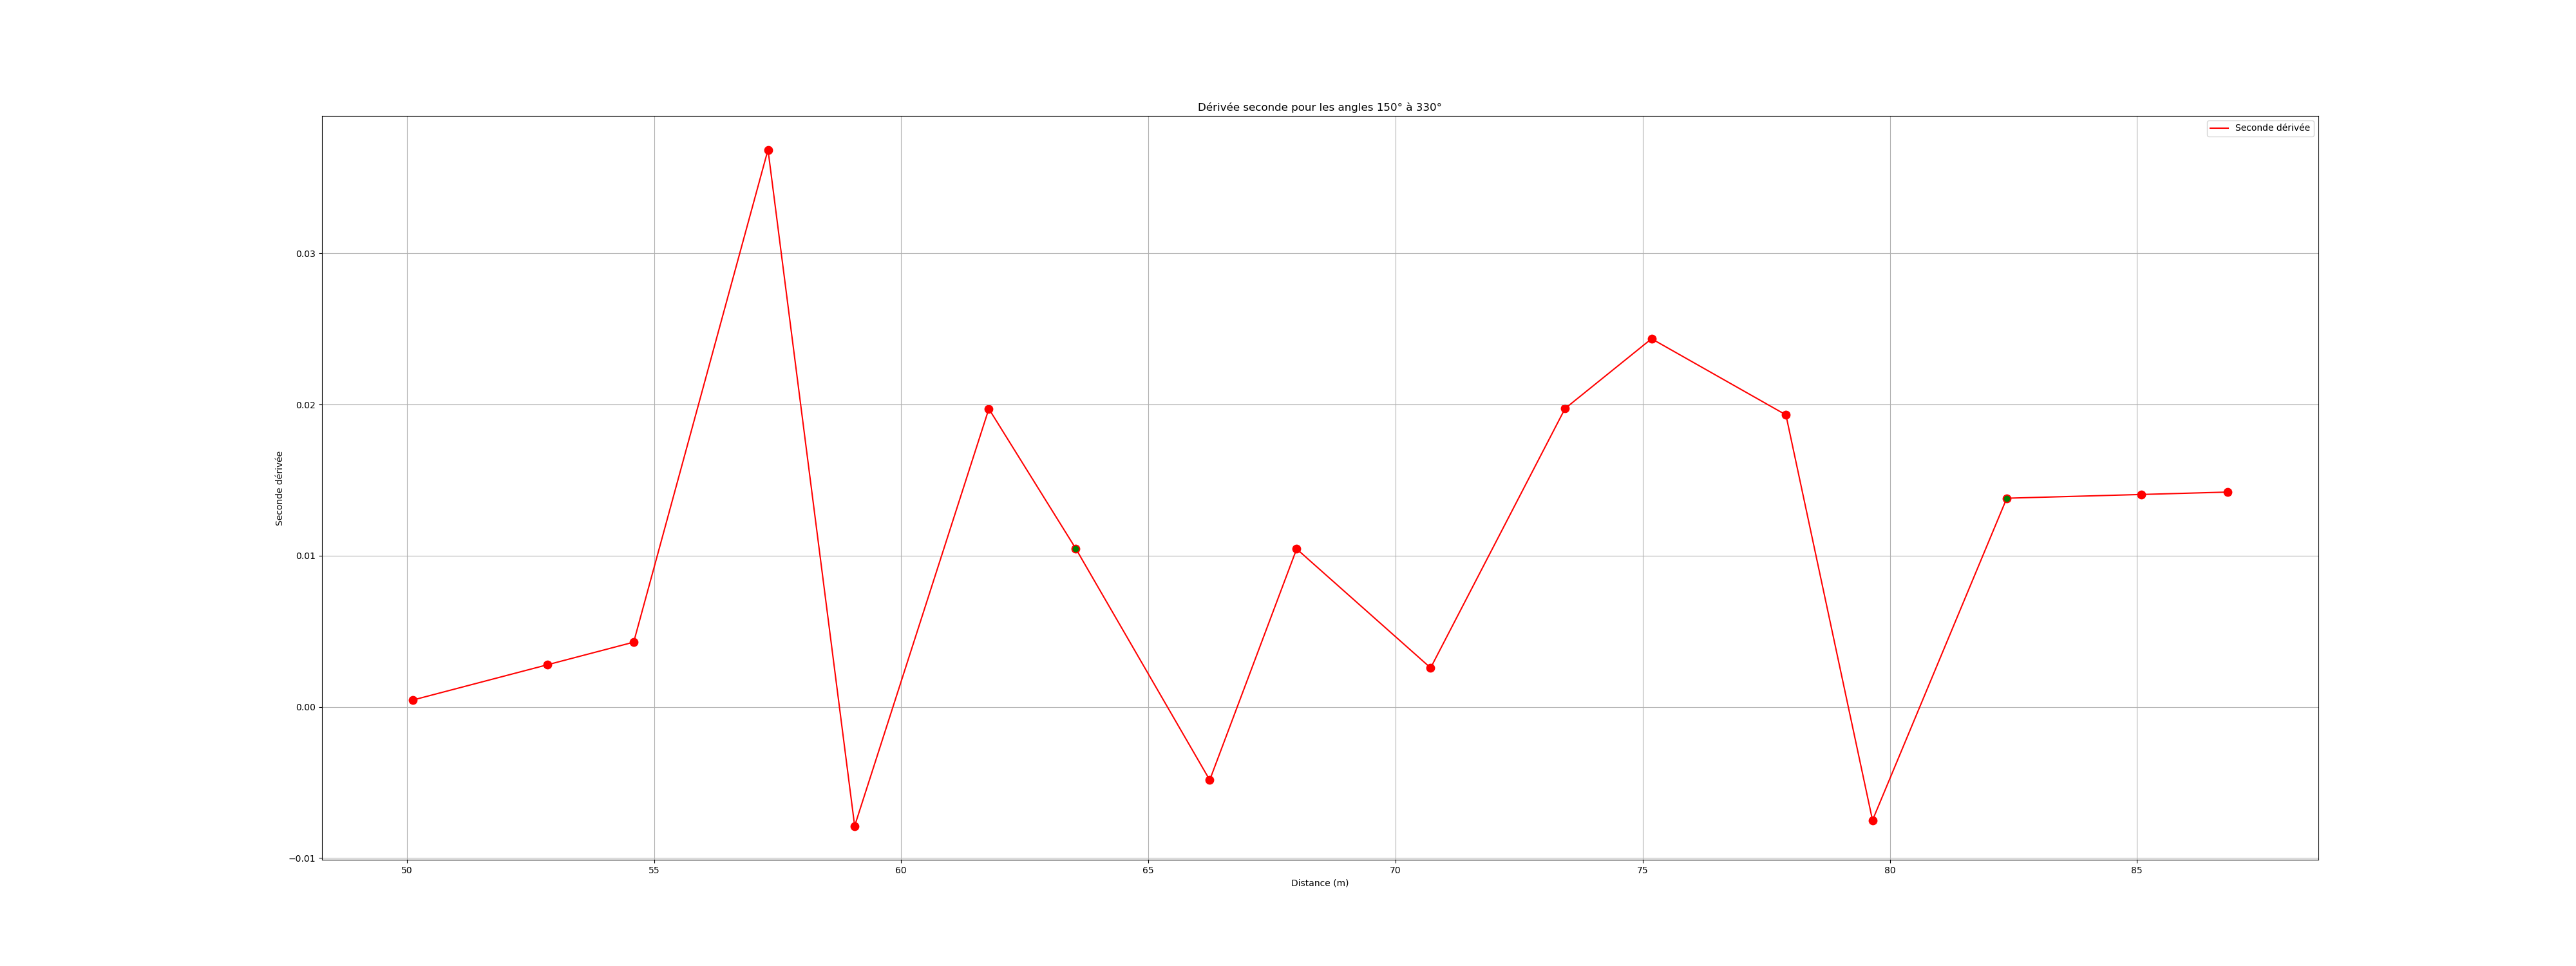 Dérivée seconde pour les angles 150° à 330°
Seconde dérivée
0.03
0.02
0.01
0.00
−0.01
Seconde dérivée
50 55 60 65 70 75 80 85
Distance (m)